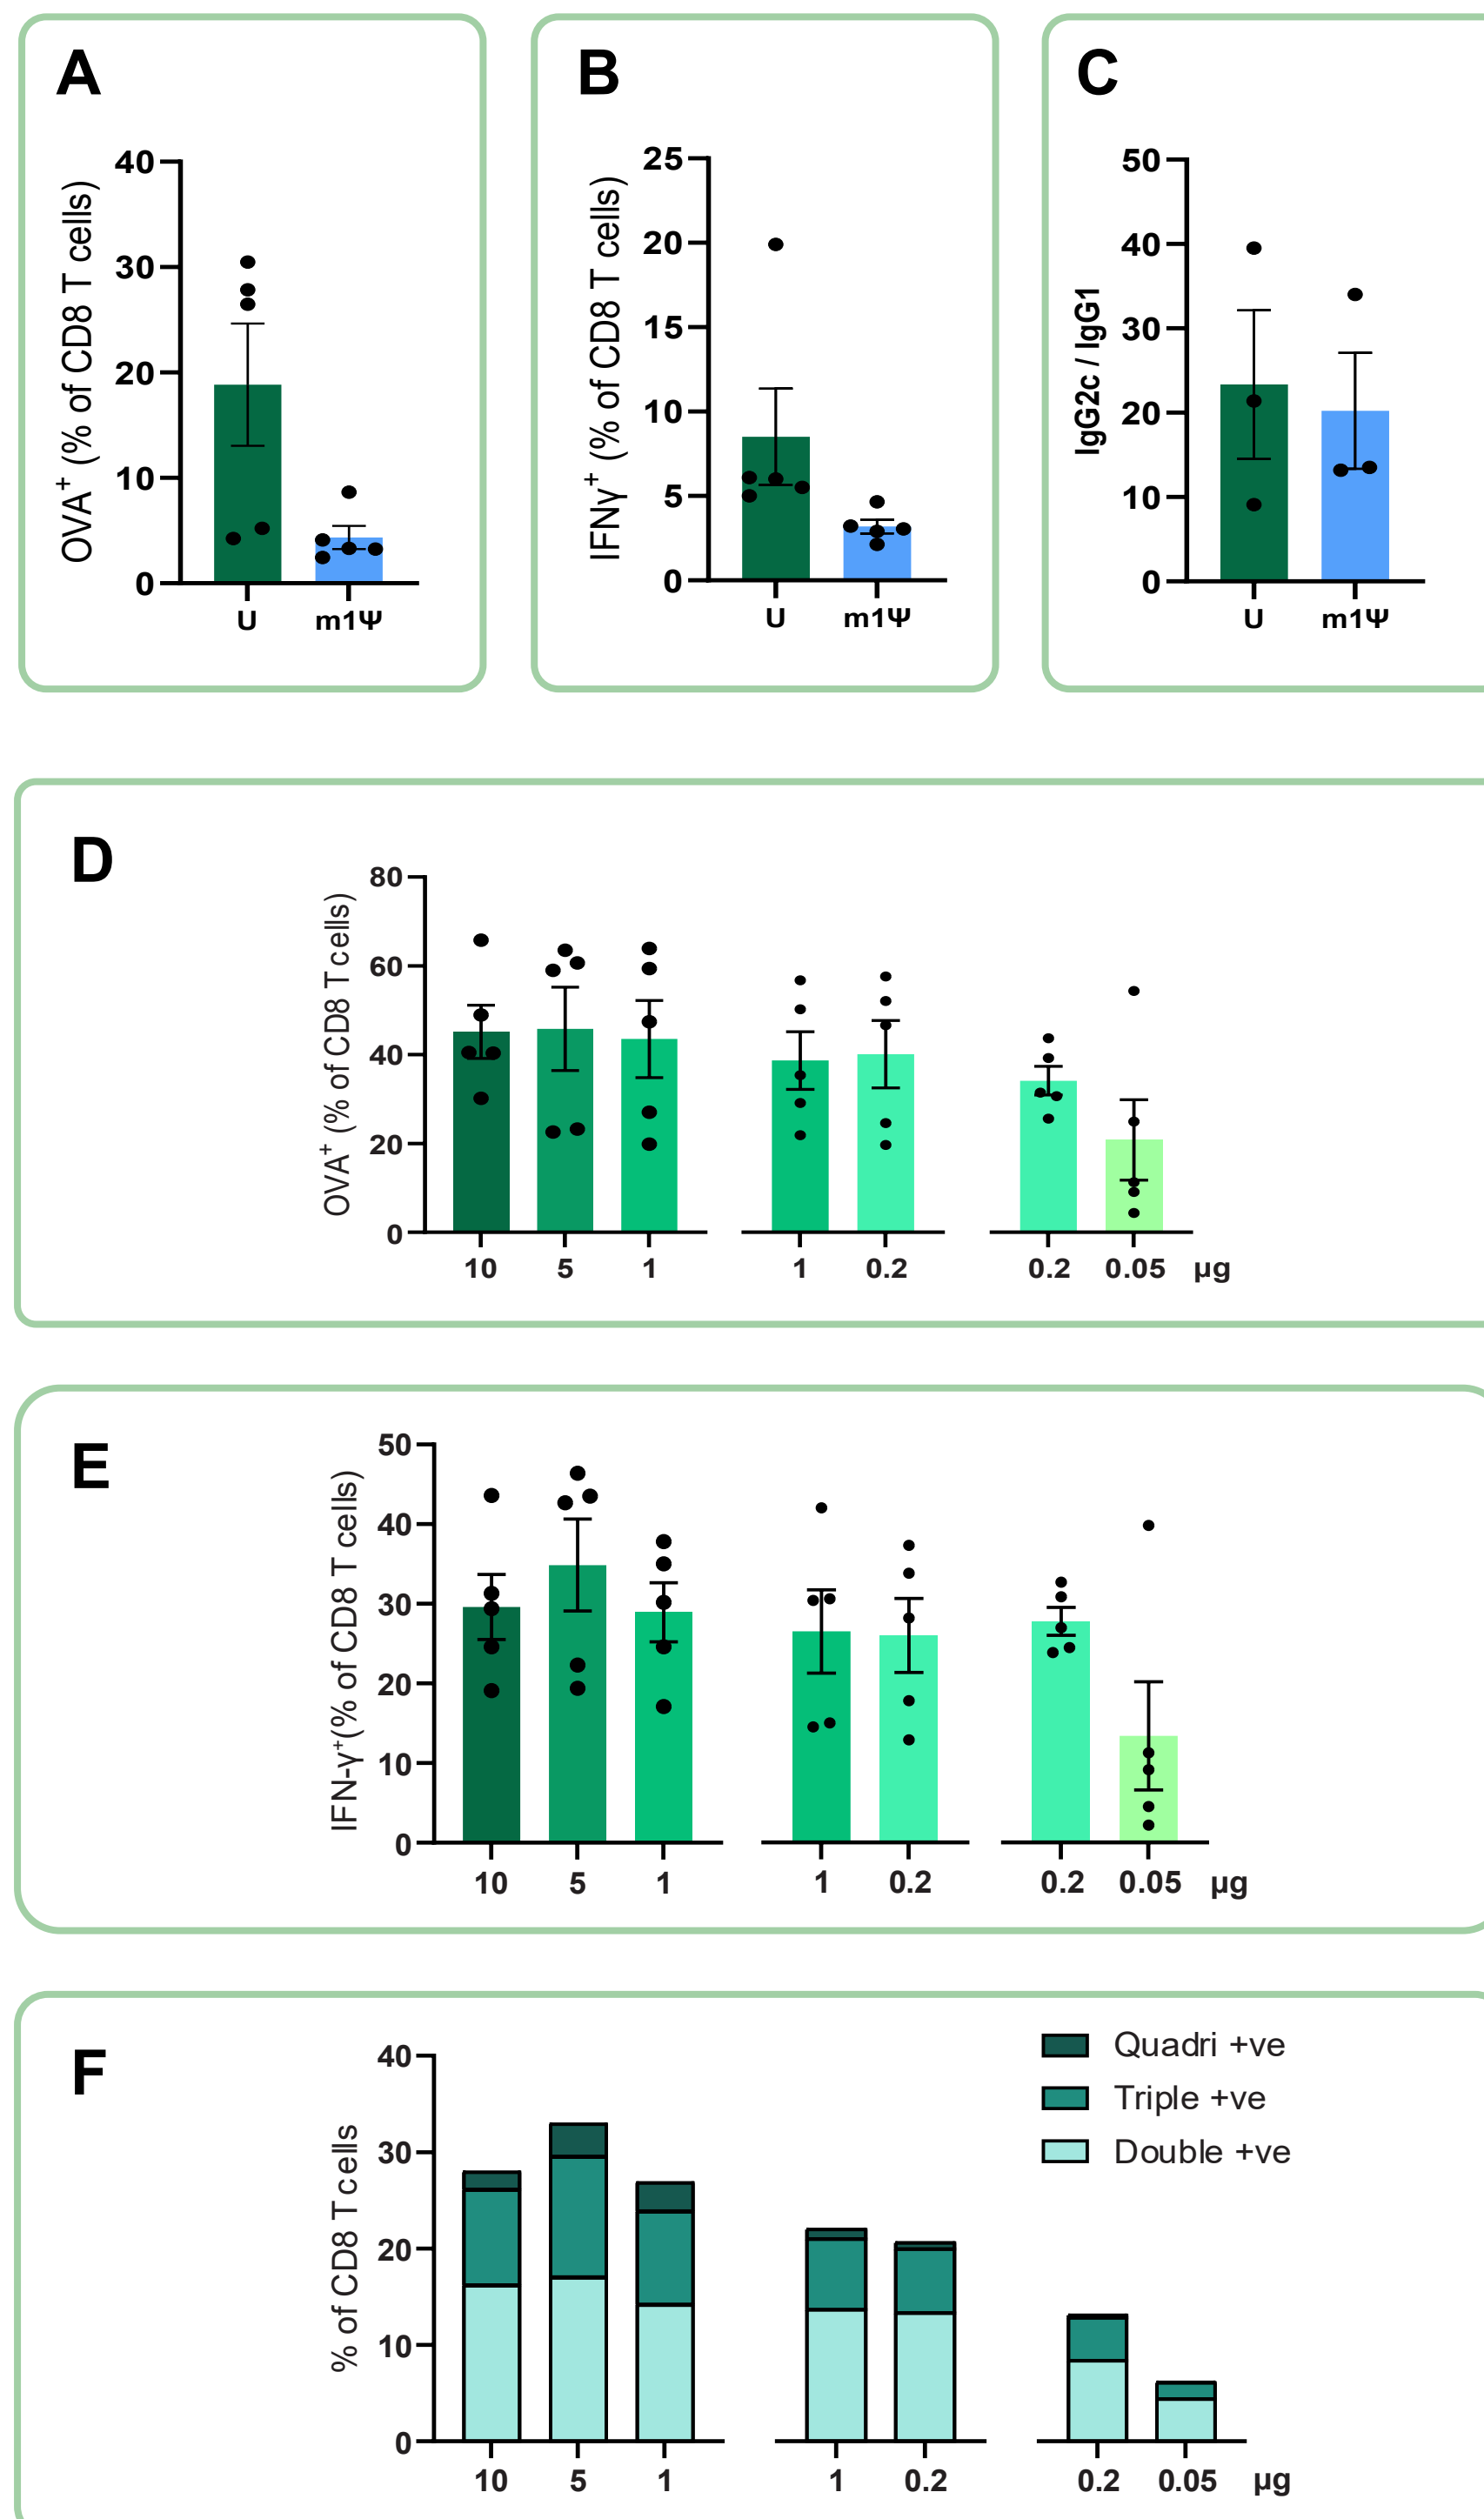 A
OVA+ (% of CD8 T cells)
40
30
20
10
0
U m1Ψ
B
IFNγ+ (% of CD8 T cells)
25
20
15
10
5
0
U m1Ψ
C
IgG2c / IgG1
50
40
30
20
10
0
U m1Ψ
D
OVA+ (% of CD8 T cells)
80
60
40
20
0
10 5 1 1 0.2 0.2 0.05 µg
E
IFN-γ+(% of CD8 T cells)
50
40
30
20
10
0
10 5 1 1 0.2 0.2 0.05 µg
F
% of CD8 T cells
40
30
20
10
0
Quadri +ve
Triple +ve
Double +ve
10 5 1 1 0.2 0.2 0.05 µg